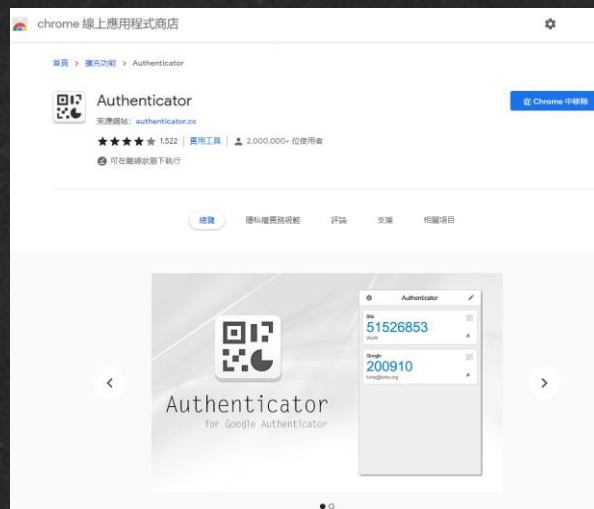 chrome 線上應用程式商店
首頁 > 擴充功能 > Authenticator
Authenticator
來源網站: authenticator.cc
1,522 | 實用工具 | 2,000,000+ 位使用者
可在離線狀態下執行
從 Chrome 中移除
總覽 隱私權實務規範 評論 支援 相關項目
Authenticator
51526853
Google
200910
Authenticator
for Google Authenticator